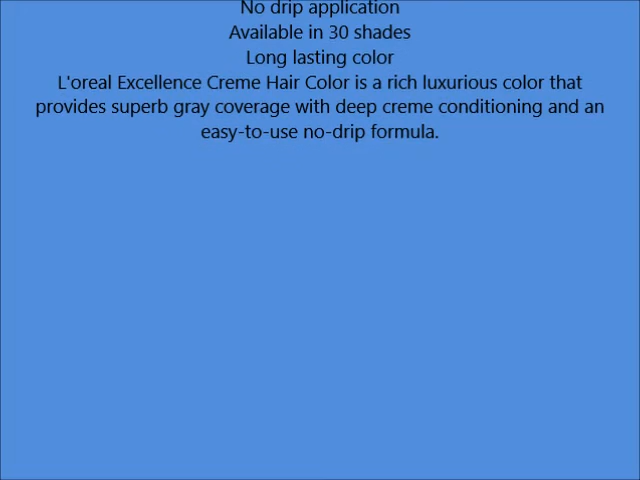 No drip application
Available in 30 shades
Long lasting color
L'oreal Excellence Creme Hair Color is a rich luxurious color that
provides superb gray coverage with deep creme conditioning and an
easy-to-use no-drip formula.